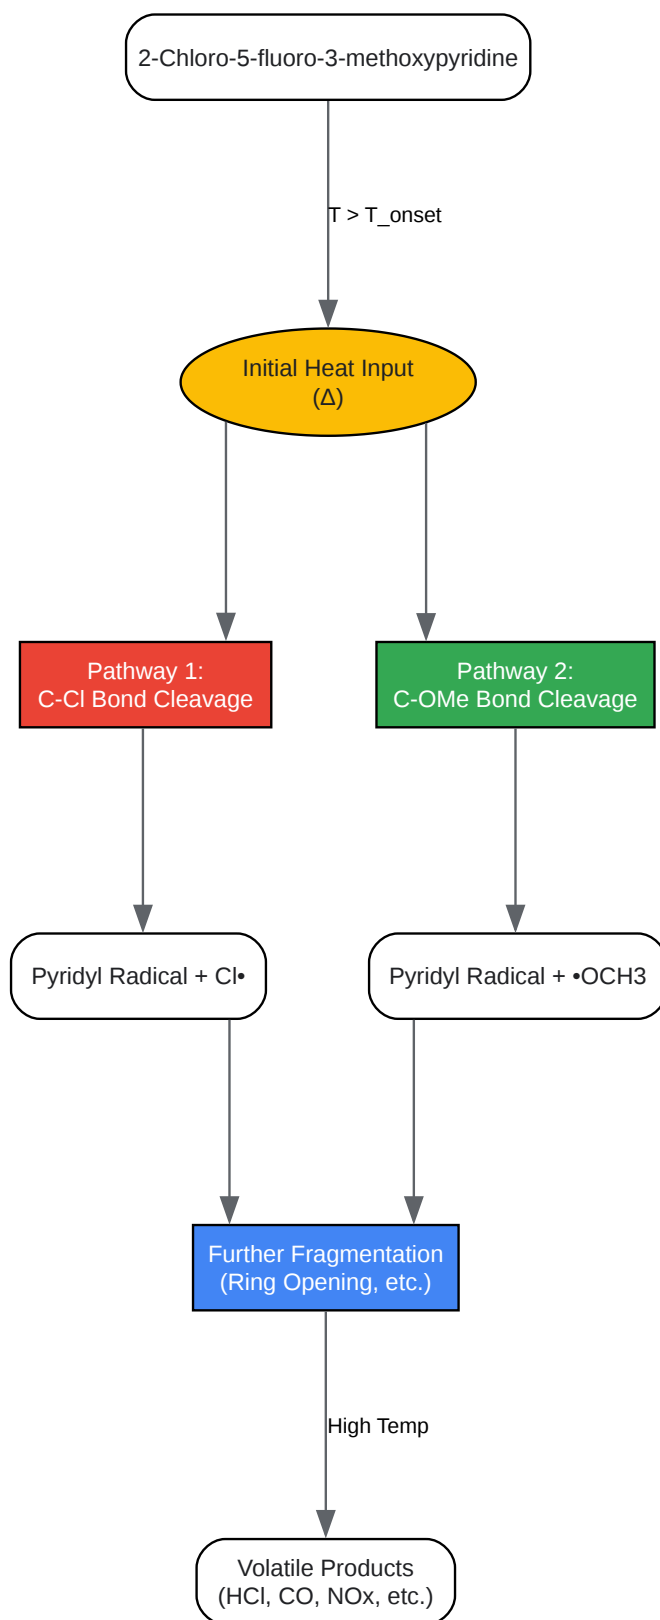 2-Chloro-5-fluoro-3-methoxypyridine
T > T_onset
Initial Heat Input
(Δ)
Pathway 1:
C-Cl Bond Cleavage
Pathway 2:
C-OMe Bond Cleavage
Pyridyl Radical + Cl•
Pyridyl Radical + •OCH3
Further Fragmentation
(Ring Opening, etc.)
High Temp
Volatile Products
(HCl, CO, NOx, etc.)